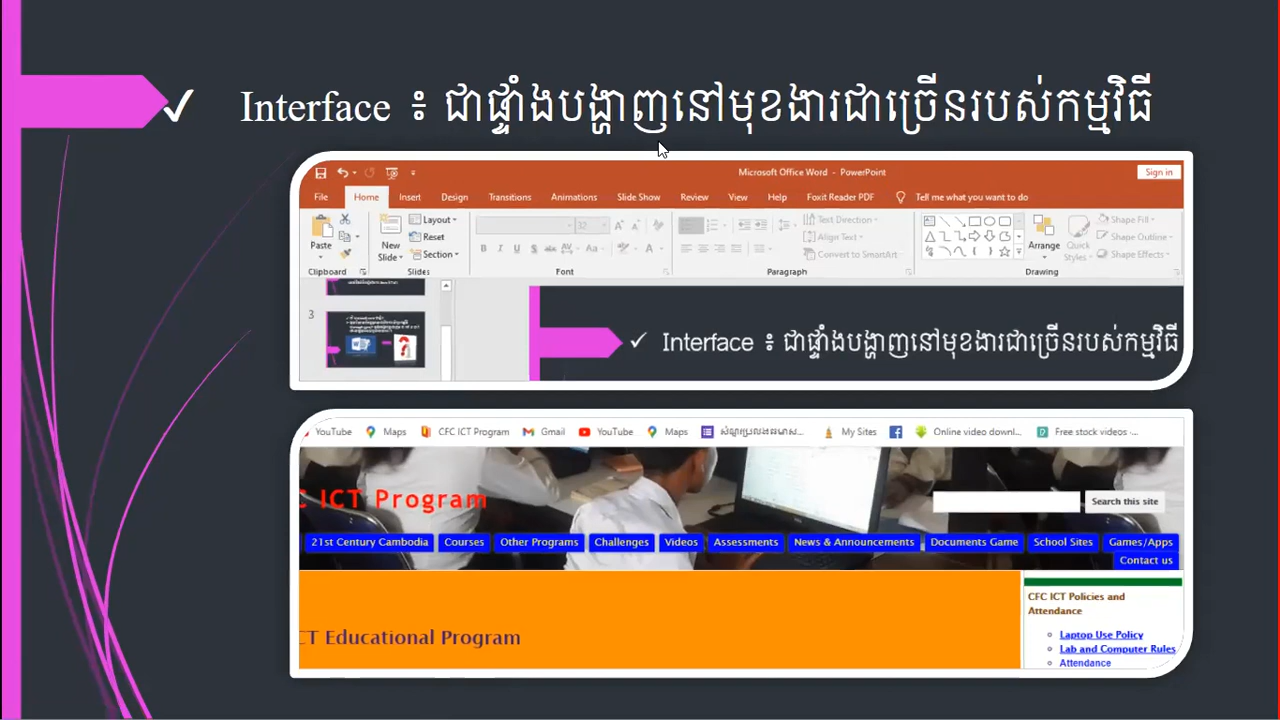 ✓ Interface ៖ ជាផ្ទាំងបង្ហាញនៅមុខងារជាច្រើនរបស់កម្មវិធី
Microsoft Office Word - PowerPoint
Sign in
File Home Insert Design Transitions Animations Slide Show Review View Help Foxit Reader PDF Tell me what you want to do
Paste
New Slide
Layout
Reset
Section
32
B I U S abc AV Aa A
Text Direction
Align Text
Convert to SmartArt
Arrange
Quick Styles
Shape Fill
Shape Outline
Shape Effects
Clipboard Slides Font Paragraph Drawing
3
✓ Interface ៖ ជាផ្ទាំងបង្ហាញនៅមុខងារជាច្រើនរបស់កម្មវិធី
YouTube Maps CFC ICT Program Gmail YouTube Maps My Sites Online video downl... Free stock videos -...
C ICT Program
Search this site
21st Century Cambodia Courses Other Programs Challenges Videos Assessments News & Announcements Documents Game School Sites Games/Apps
Contact us
CT Educational Program
CFC ICT Policies and
Attendance
Laptop Use Policy
Lab and Computer Rules
Attendance